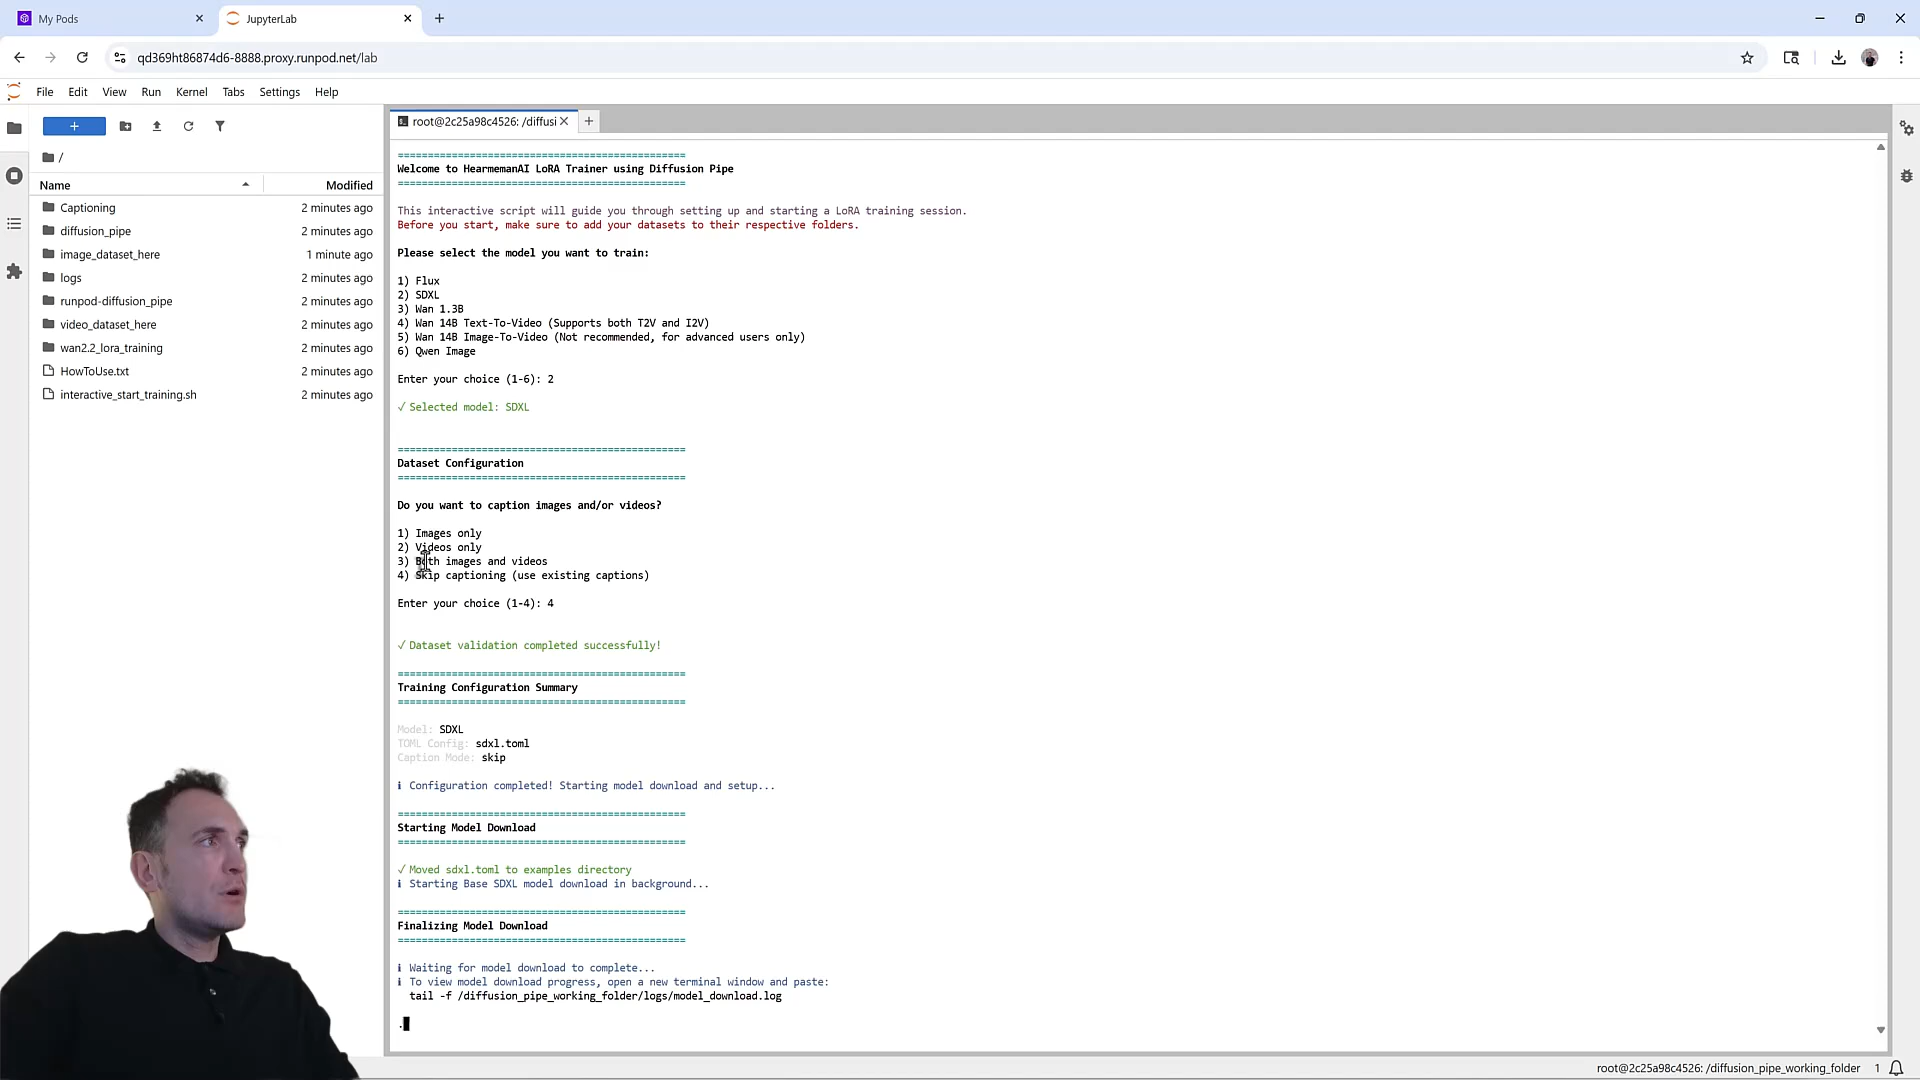 My Pods
JupyterLab
qd369ht86874d6-8888.proxy.runpod.net/lab
File Edit View Run Kernel Tabs Settings Help
root@2c25a98c4526: /diffusi
/
Name Modified
Captioning 2 minutes ago
diffusion_pipe 2 minutes ago
image_dataset_here 1 minute ago
logs 2 minutes ago
runpod-diffusion_pipe 2 minutes ago
video_dataset_here 2 minutes ago
wan2.2_lora_training 2 minutes ago
HowToUse.txt 2 minutes ago
interactive_start_training.sh 2 minutes ago
================================================
Welcome to HearmemanAI LoRA Trainer using Diffusion Pipe
================================================
This interactive script will guide you through setting up and starting a LoRA training session.
Before you start, make sure to add your datasets to their respective folders.
Please select the model you want to train:
1) Flux
2) SDXL
3) Wan 1.3B
4) Wan 14B Text-To-Video (Supports both T2V and I2V)
5) Wan 14B Image-To-Video (Not recommended, for advanced users only)
6) Qwen Image
Enter your choice (1-6): 2
✓ Selected model: SDXL
================================================
Dataset Configuration
================================================
Do you want to caption images and/or videos?
1) Images only
2) Videos only
3) Both images and videos
4) Skip captioning (use existing captions)
Enter your choice (1-4): 4
✓ Dataset validation completed successfully!
================================================
Training Configuration Summary
================================================
Model: SDXL
TOML Config: sdxl.toml
Caption Mode: skip
ℹ Configuration completed! Starting model download and setup...
================================================
Starting Model Download
================================================
✓ Moved sdxl.toml to examples directory
ℹ Starting Base SDXL model download in background...
================================================
Finalizing Model Download
================================================
ℹ Waiting for model download to complete...
ℹ To view model download progress, open a new terminal window and paste:
tail -f /diffusion_pipe_working_folder/logs/model_download.log
.
root@2c25a98c4526: /diffusion_pipe_working_folder 1